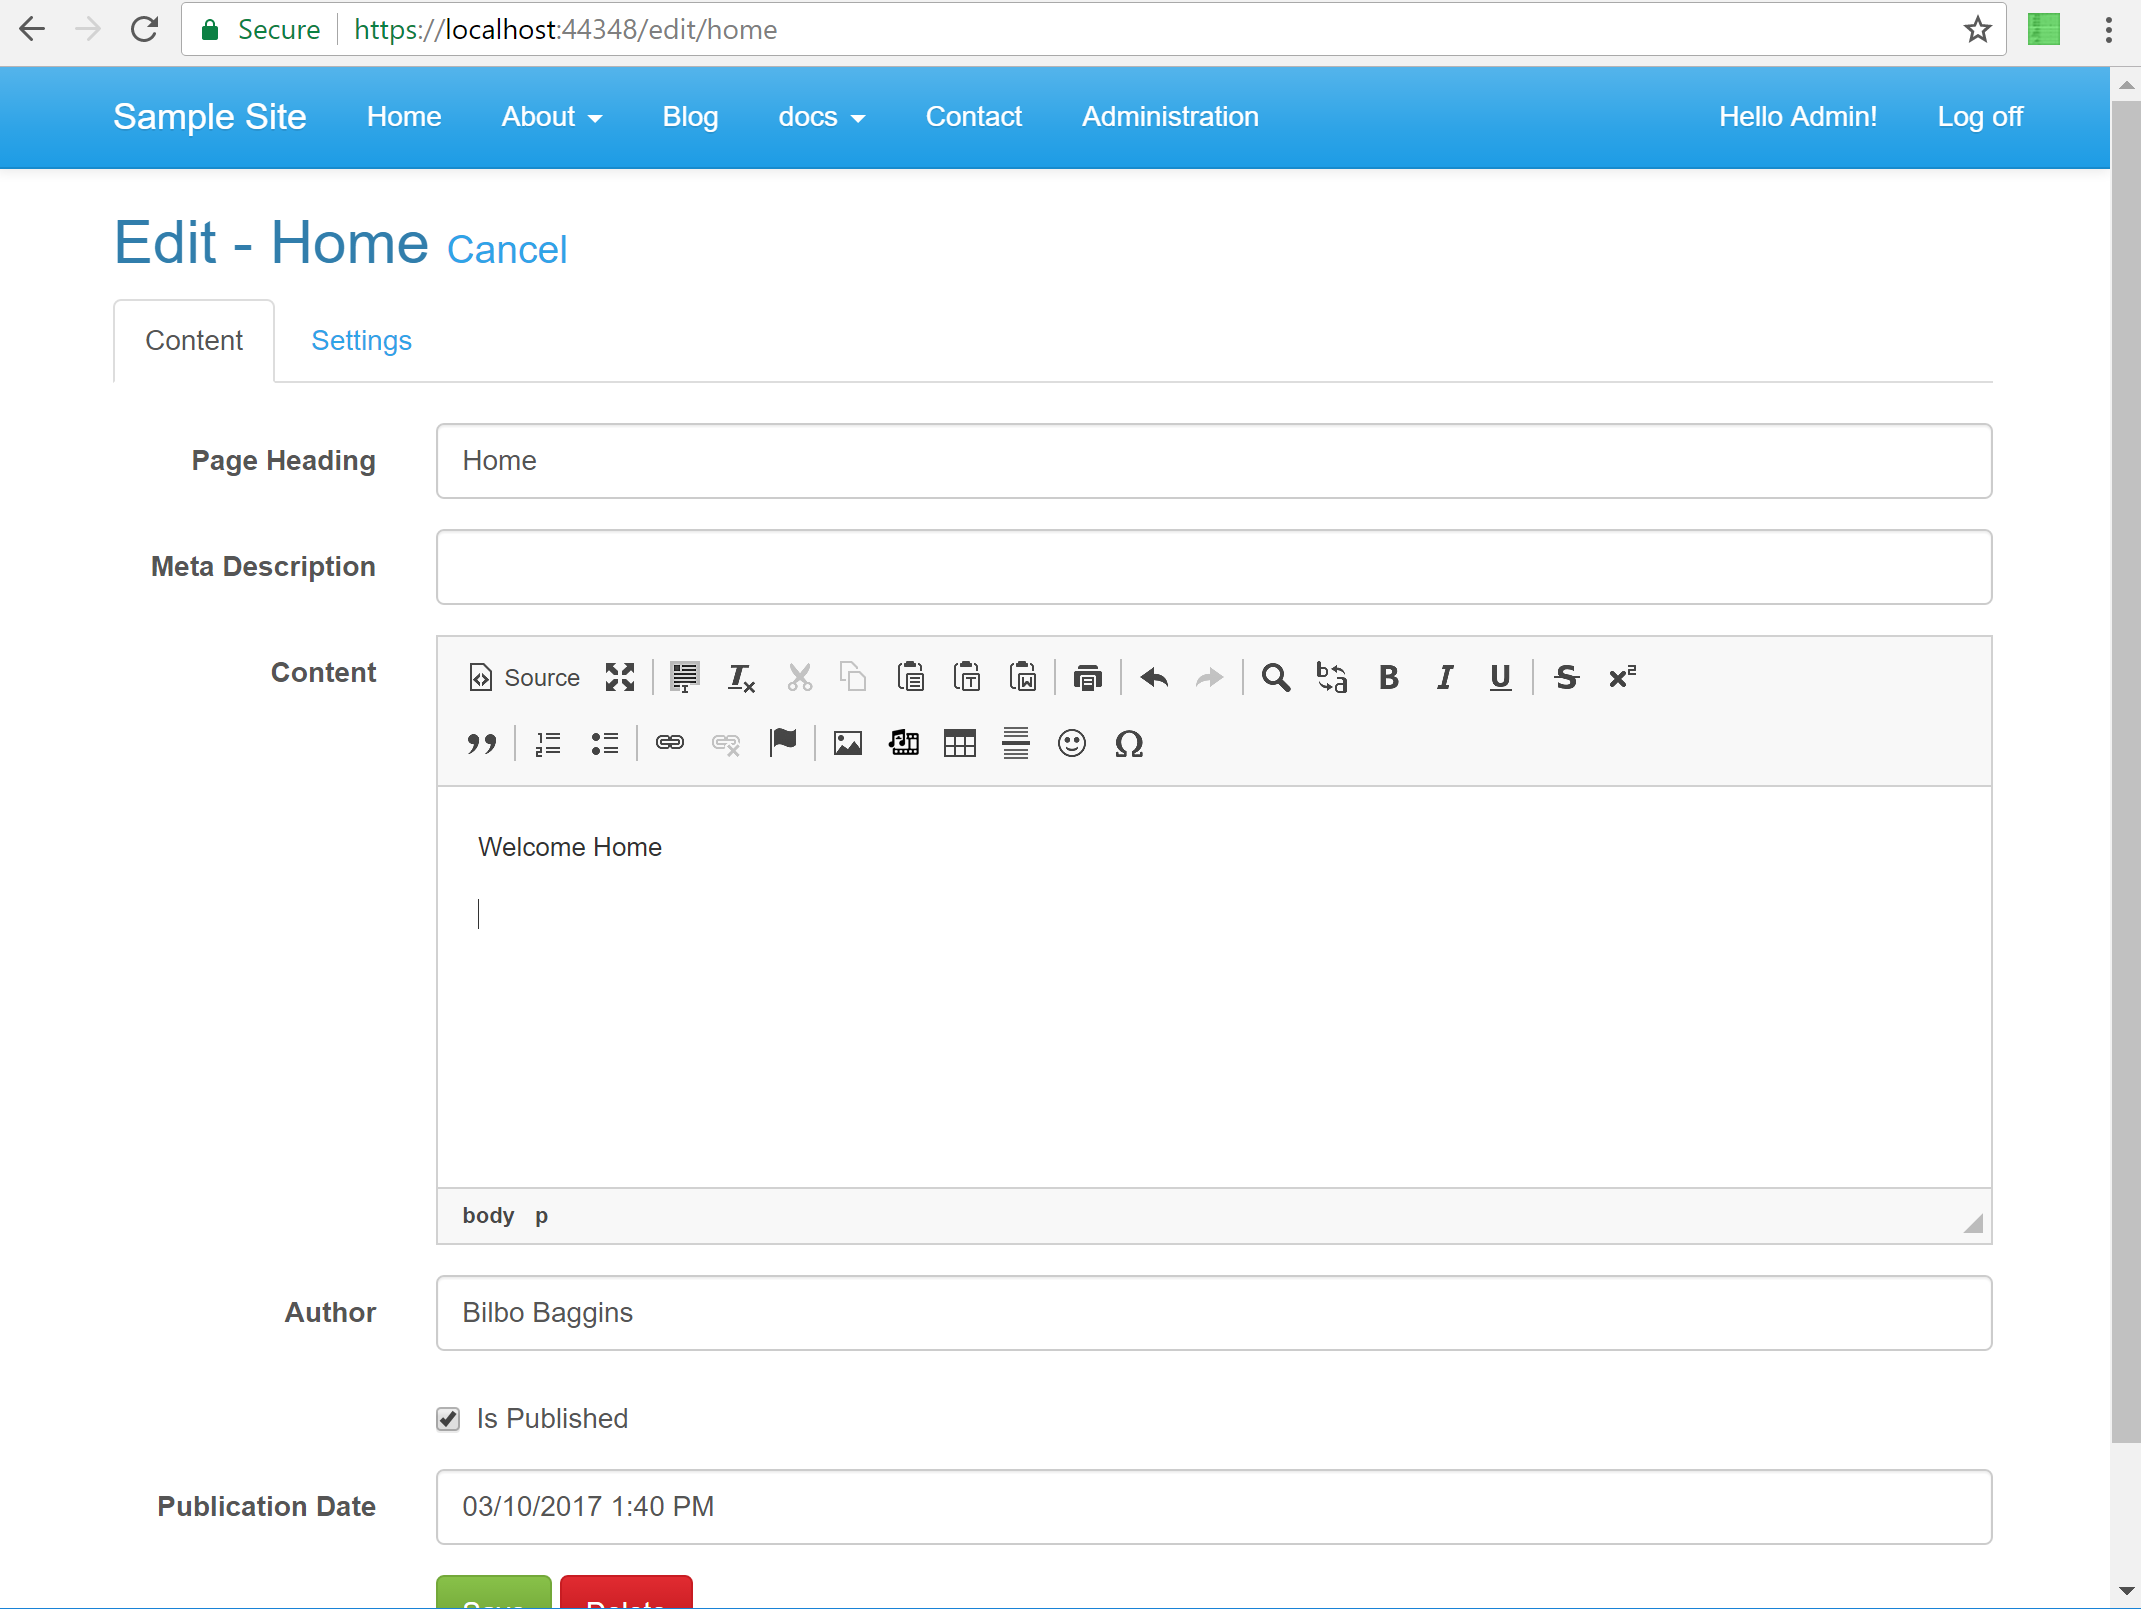 Secure https://localhost:44348/edit/home
Sample Site Home About Blog docs Contact Administration Hello Admin! Log off
Edit - Home Cancel
Content Settings
Page Heading Home
Meta Description
Content Source
Welcome Home
body p
Author Bilbo Baggins
Is Published
Publication Date 03/10/2017 1:40 PM
Save Delete